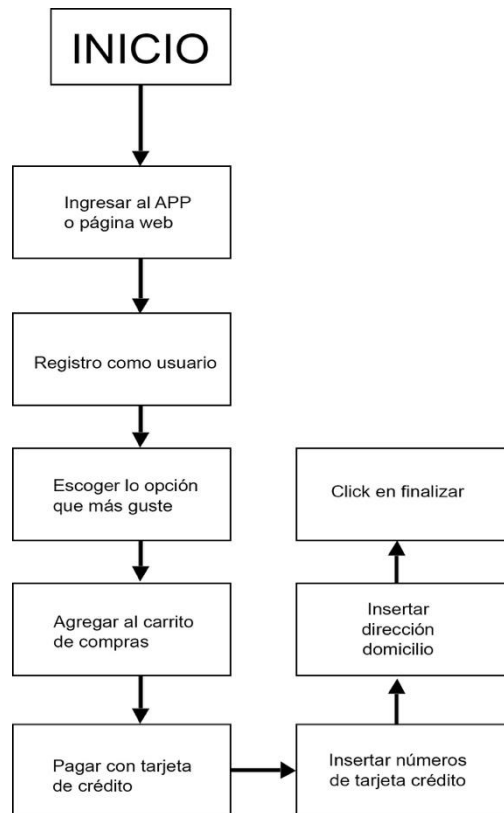 INICIO
Ingresar al APP
o página web
Registro como usuario
Escoger lo opción
que más guste
Agregar al carrito
de compras
Pagar con tarjeta
de crédito
Insertar números
de tarjeta crédito
Insertar
dirección
domicilio
Click en finalizar